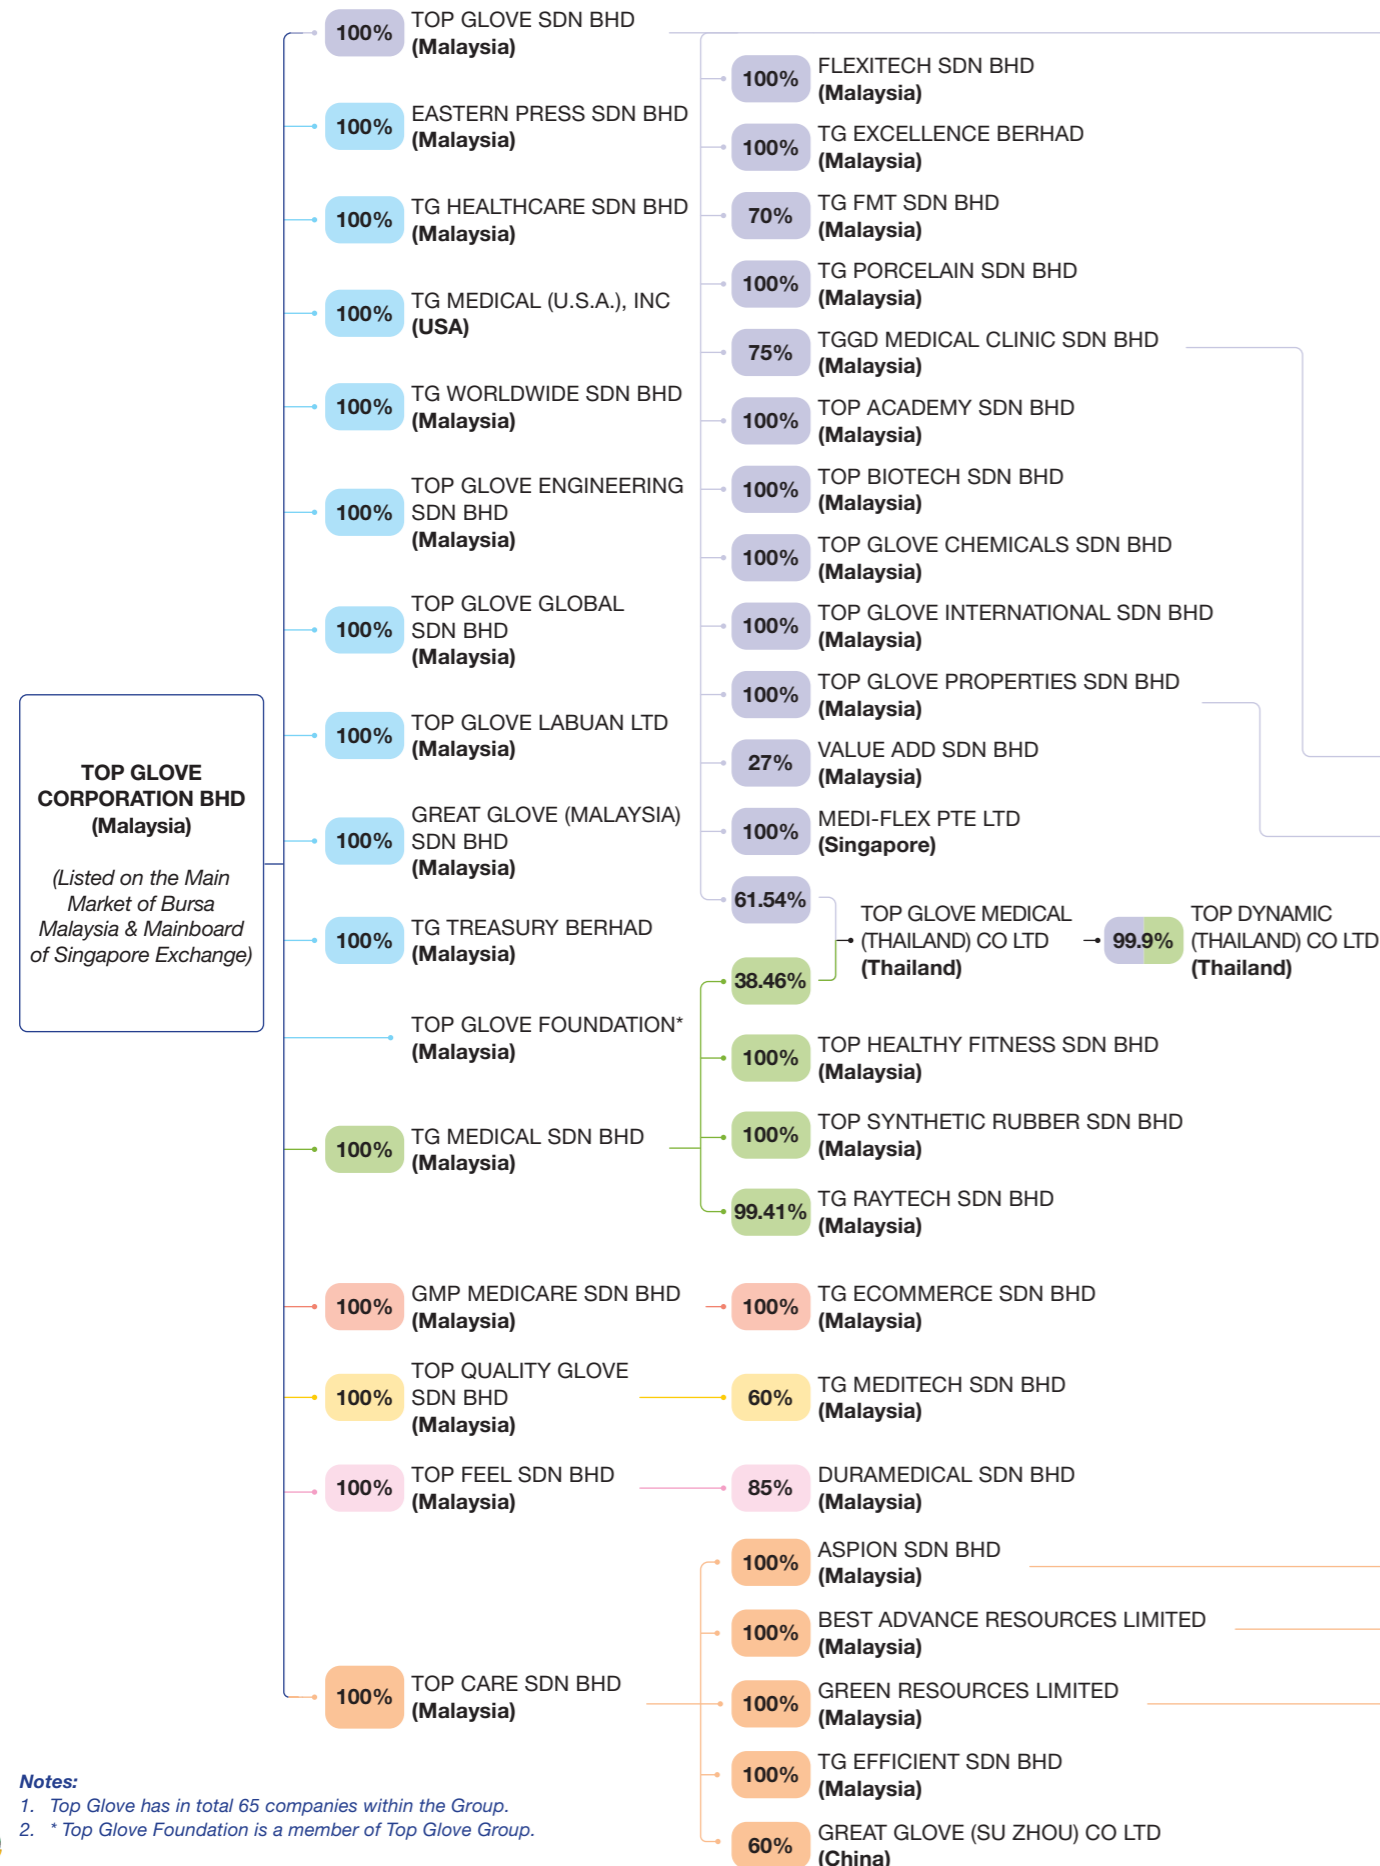 TOP GLOVE
CORPORATION BHD
(Malaysia)
(Listed on the Main
Market of Bursa
Malaysia & Mainboard
of Singapore Exchange)
100%
TOP GLOVE SDN BHD
(Malaysia)
100%
EASTERN PRESS SDN BHD
(Malaysia)
100%
TG HEALTHCARE SDN BHD
(Malaysia)
100%
TG MEDICAL (U.S.A.), INC
(USA)
100%
TG WORLDWIDE SDN BHD
(Malaysia)
100%
TOP GLOVE ENGINEERING
SDN BHD
(Malaysia)
100%
TOP GLOVE GLOBAL
SDN BHD
(Malaysia)
100%
TOP GLOVE LABUAN LTD
(Malaysia)
100%
GREAT GLOVE (MALAYSIA)
SDN BHD
(Malaysia)
100%
TG TREASURY BERHAD
(Malaysia)
TOP GLOVE FOUNDATION*
(Malaysia)
100%
TG MEDICAL SDN BHD
(Malaysia)
100%
GMP MEDICARE SDN BHD
(Malaysia)
100%
TOP QUALITY GLOVE
SDN BHD
(Malaysia)
100%
TOP FEEL SDN BHD
(Malaysia)
100%
TOP CARE SDN BHD
(Malaysia)
100%
FLEXITECH SDN BHD
(Malaysia)
100%
TG EXCELLENCE BERHAD
(Malaysia)
70%
TG FMT SDN BHD
(Malaysia)
100%
TG PORCELAIN SDN BHD
(Malaysia)
75%
TGGD MEDICAL CLINIC SDN BHD
(Malaysia)
100%
TOP ACADEMY SDN BHD
(Malaysia)
100%
TOP BIOTECH SDN BHD
(Malaysia)
100%
TOP GLOVE CHEMICALS SDN BHD
(Malaysia)
100%
TOP GLOVE INTERNATIONAL SDN BHD
(Malaysia)
100%
TOP GLOVE PROPERTIES SDN BHD
(Malaysia)
27%
VALUE ADD SDN BHD
(Malaysia)
100%
MEDI-FLEX PTE LTD
(Singapore)
61.54%
38.46%
TOP GLOVE MEDICAL
(THAILAND) CO LTD
(Thailand)
99.9%
TOP DYNAMIC
(THAILAND) CO LTD
(Thailand)
100%
TOP HEALTHY FITNESS SDN BHD
(Malaysia)
100%
TOP SYNTHETIC RUBBER SDN BHD
(Malaysia)
99.41%
TG RAYTECH SDN BHD
(Malaysia)
100%
TG ECOMMERCE SDN BHD
(Malaysia)
60%
TG MEDITECH SDN BHD
(Malaysia)
85%
DURAMEDICAL SDN BHD
(Malaysia)
100%
ASPION SDN BHD
(Malaysia)
100%
BEST ADVANCE RESOURCES LIMITED
(Malaysia)
100%
GREEN RESOURCES LIMITED
(Malaysia)
100%
TG EFFICIENT SDN BHD
(Malaysia)
60%
GREAT GLOVE (SU ZHOU) CO LTD
(China)
Notes:
1. Top Glove has in total 65 companies within the Group.
2. * Top Glove Foundation is a member of Top Glove Group.